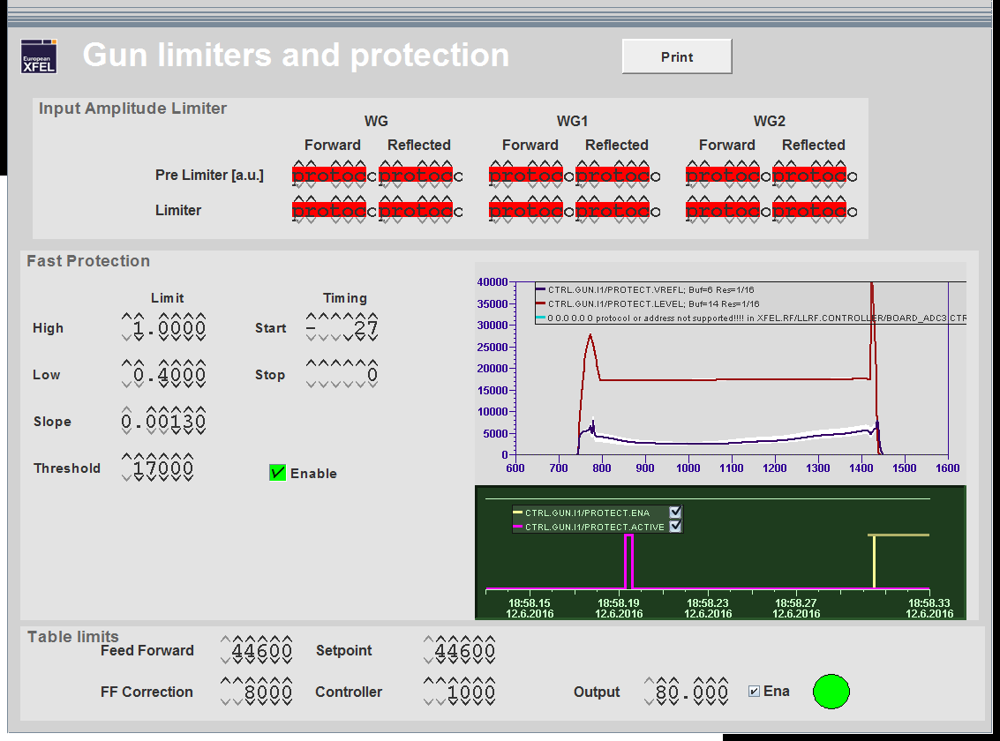 European
XFEL
Gun limiters and protection
Print
Input Amplitude Limiter
WG WG1 WG2
Forward Reflected Forward Reflected Forward Reflected
Pre Limiter [a.u.] protoc protoc protoc protoc protoc protoc
Limiter protoc protoc protoc protoc protoc protoc
Fast Protection
Limit Timing
High 1.0000 Start - 27
Low 0.4000 Stop 0
Slope 0.00130
Threshold 17000
Enable
40000
35000
30000
25000
20000
15000
10000
5000
0
CTRL.GUN.I1/PROTECT.VREFL; Buf=6 Res=1/16
CTRL.GUN.I1/PROTECT.LEVEL; Buf=14 Res=1/16
0 0.0 0.0 0 protocol or address not supported!!!! in XFEL.RF/LLRF.CONTROLLER/BOARD_ADC3.CTR
600 700 800 900 1000 1100 1200 1300 1400 1500 1600
CTRL.GUN.I1/PROTECT.ENA
CTRL.GUN.I1/PROTECT.ACTIVE
18:58.15 18:58.19 18:58.23 18:58.27 18:58.33
12.6.2016 12.6.2016 12.6.2016 12.6.2016 12.6.2016
Table limits
Feed Forward 44600 Setpoint 44600
FF Correction 8000 Controller 1000 Output 80.000 Ena